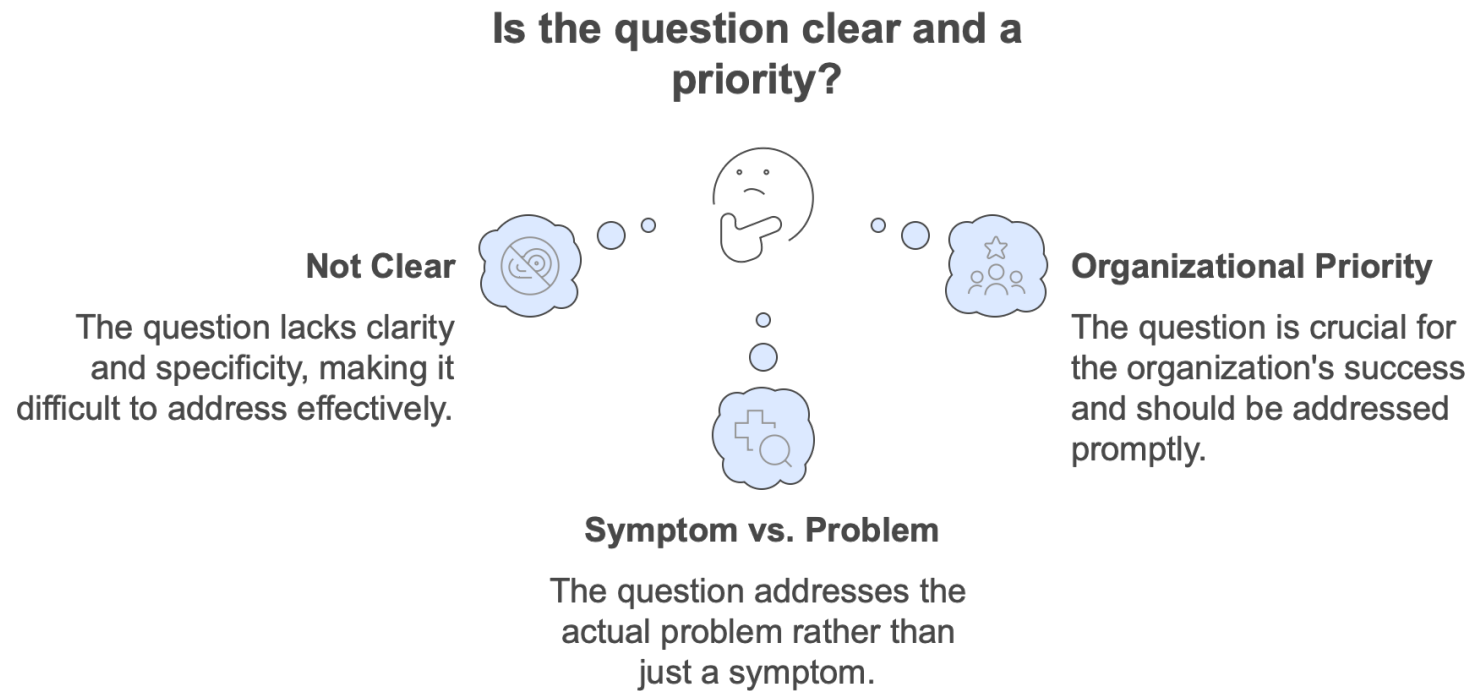 Is the question clear and a
priority?
Not Clear
The question lacks clarity
and specificity, making it
difficult to address effectively.
Organizational Priority
The question is crucial for
the organization's success
and should be addressed
promptly.
Symptom vs. Problem
The question addresses the
actual problem rather than
just a symptom.